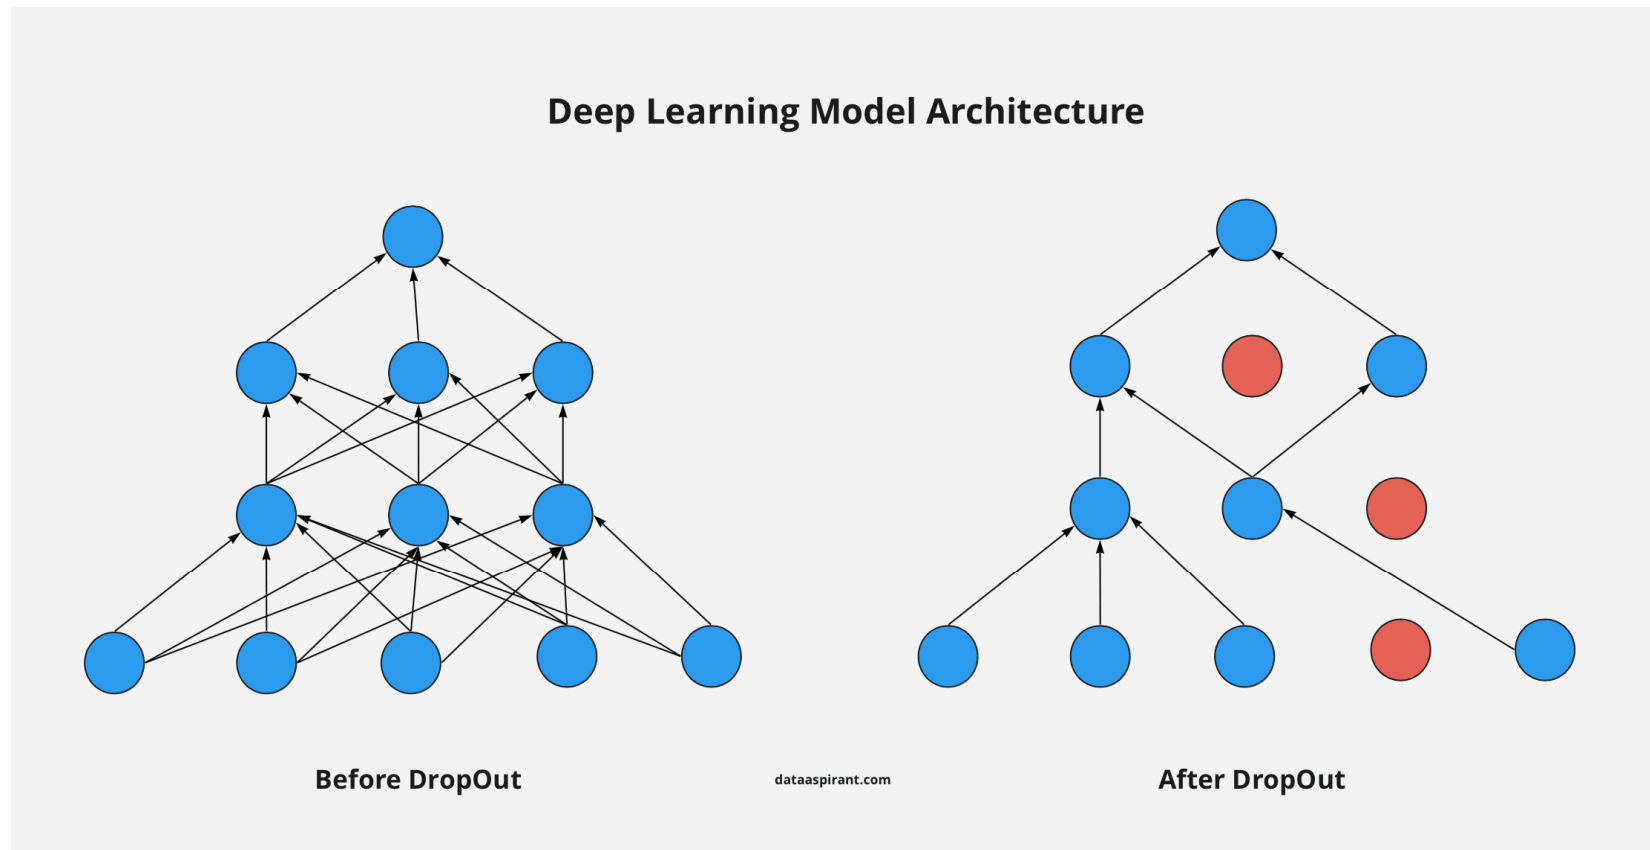 Deep Learning Model Architecture
Before DropOut
dataaspirant.com
After DropOut